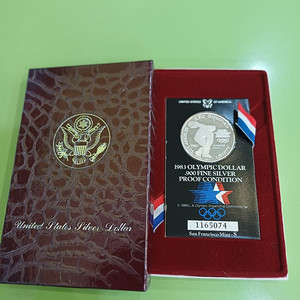 United States Silver Dollar
UNITED STATES OF AMERICA
1983 OLYMPIC DOLLAR
.900 FINE SILVER
PROOF CONDITION
1165074
San Francisco Mint - S